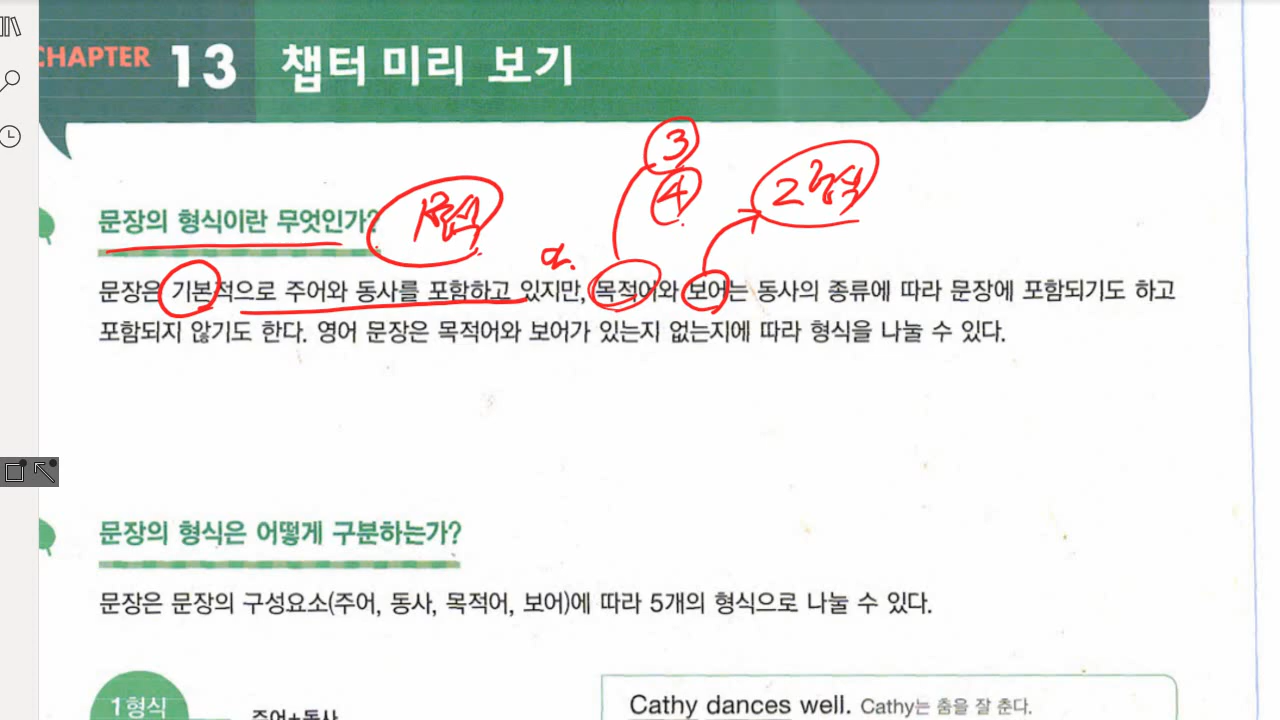 CHAPTER 13 챕터 미리 보기
3
4
2형식
문장의 형식이란 무엇인가?
1형식
문장은 기본적으로 주어와 동사를 포함하고 있지만, 목적어와 보어는 동사의 종류에 따라 문장에 포함되기도 하고
포함되지 않기도 한다. 영어 문장은 목적어와 보어가 있는지 없는지에 따라 형식을 나눌 수 있다.
문장의 형식은 어떻게 구분하는가?
문장은 문장의 구성요소(주어, 동사, 목적어, 보어)에 따라 5개의 형식으로 나눌 수 있다.
1형식
주어+동사
Cathy dances well. Cathy는 춤을 잘 춘다.